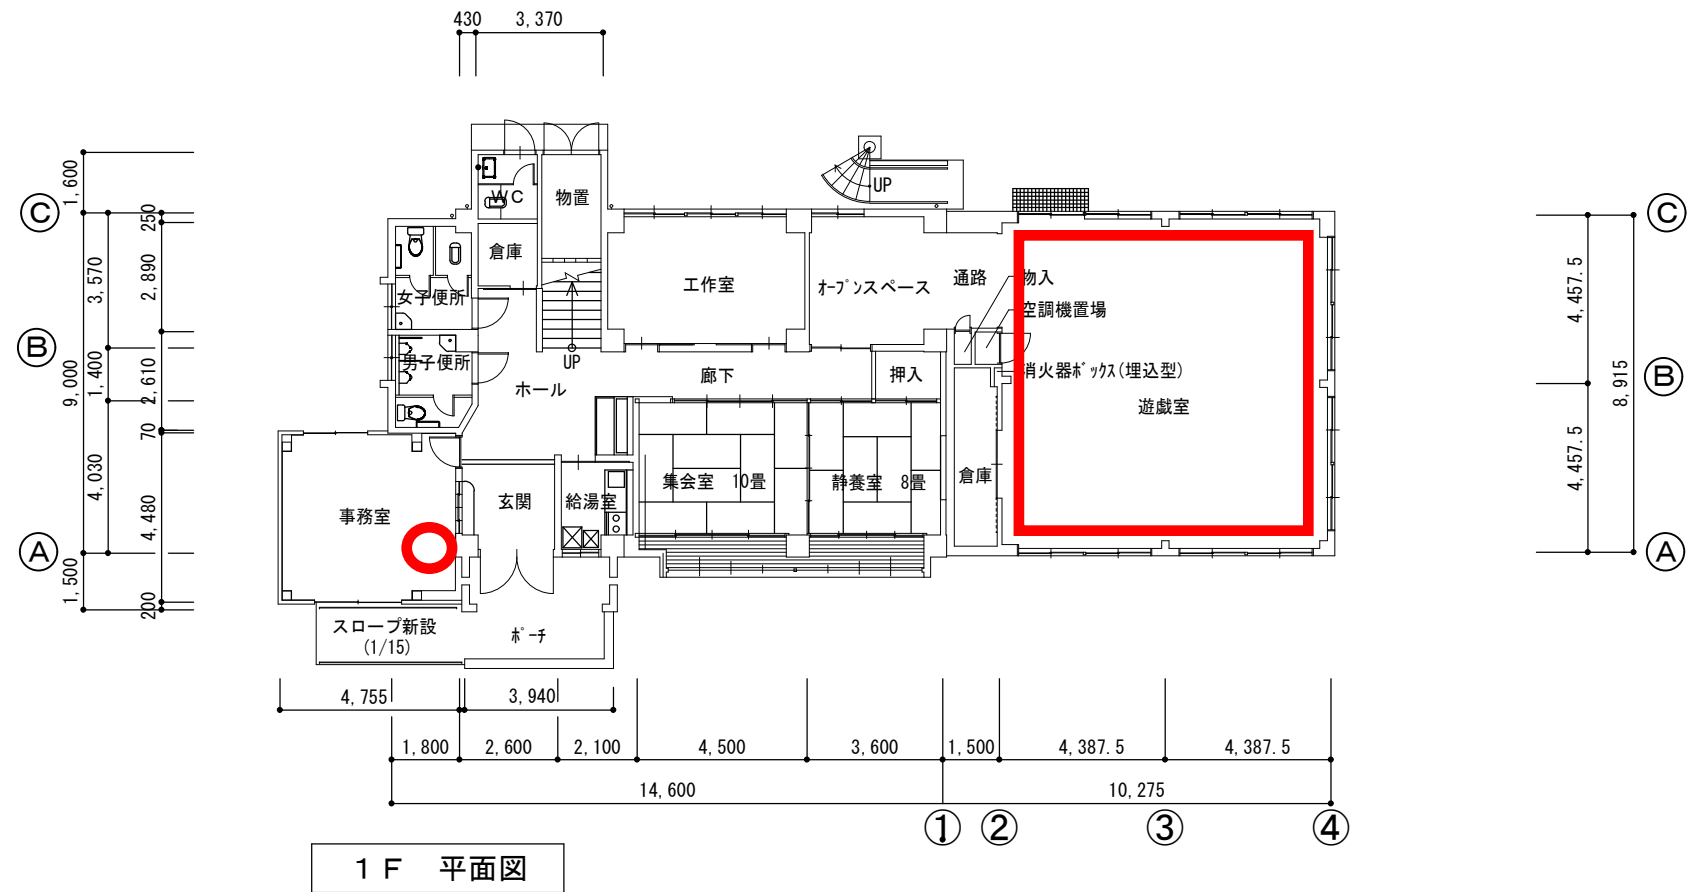 430 3,370
1,600
250
3,570
2,890
1,400
9,000
2,610
70
4,030
4,480
1,500
200
Ⓒ
Ⓑ
Ⓐ
WC
物置
倉庫
UP
女子便所
男子便所
UP
ホール
工作室
オープンスペース
通路
物入
空調機置場
消火器ボックス(埋込型)
遊戯室
廊下
押入
集会室 10畳
静養室 8畳
倉庫
事務室
玄関
給湯室
スロープ新設
(1/15)
ポーチ
Ⓒ
Ⓑ
Ⓐ
4,457.5
4,457.5
8,915
4,755 3,940
1,800 2,600 2,100 4,500 3,600 1,500 4,387.5 4,387.5
14,600 10,275
① ② ③ ④
1F 平面図